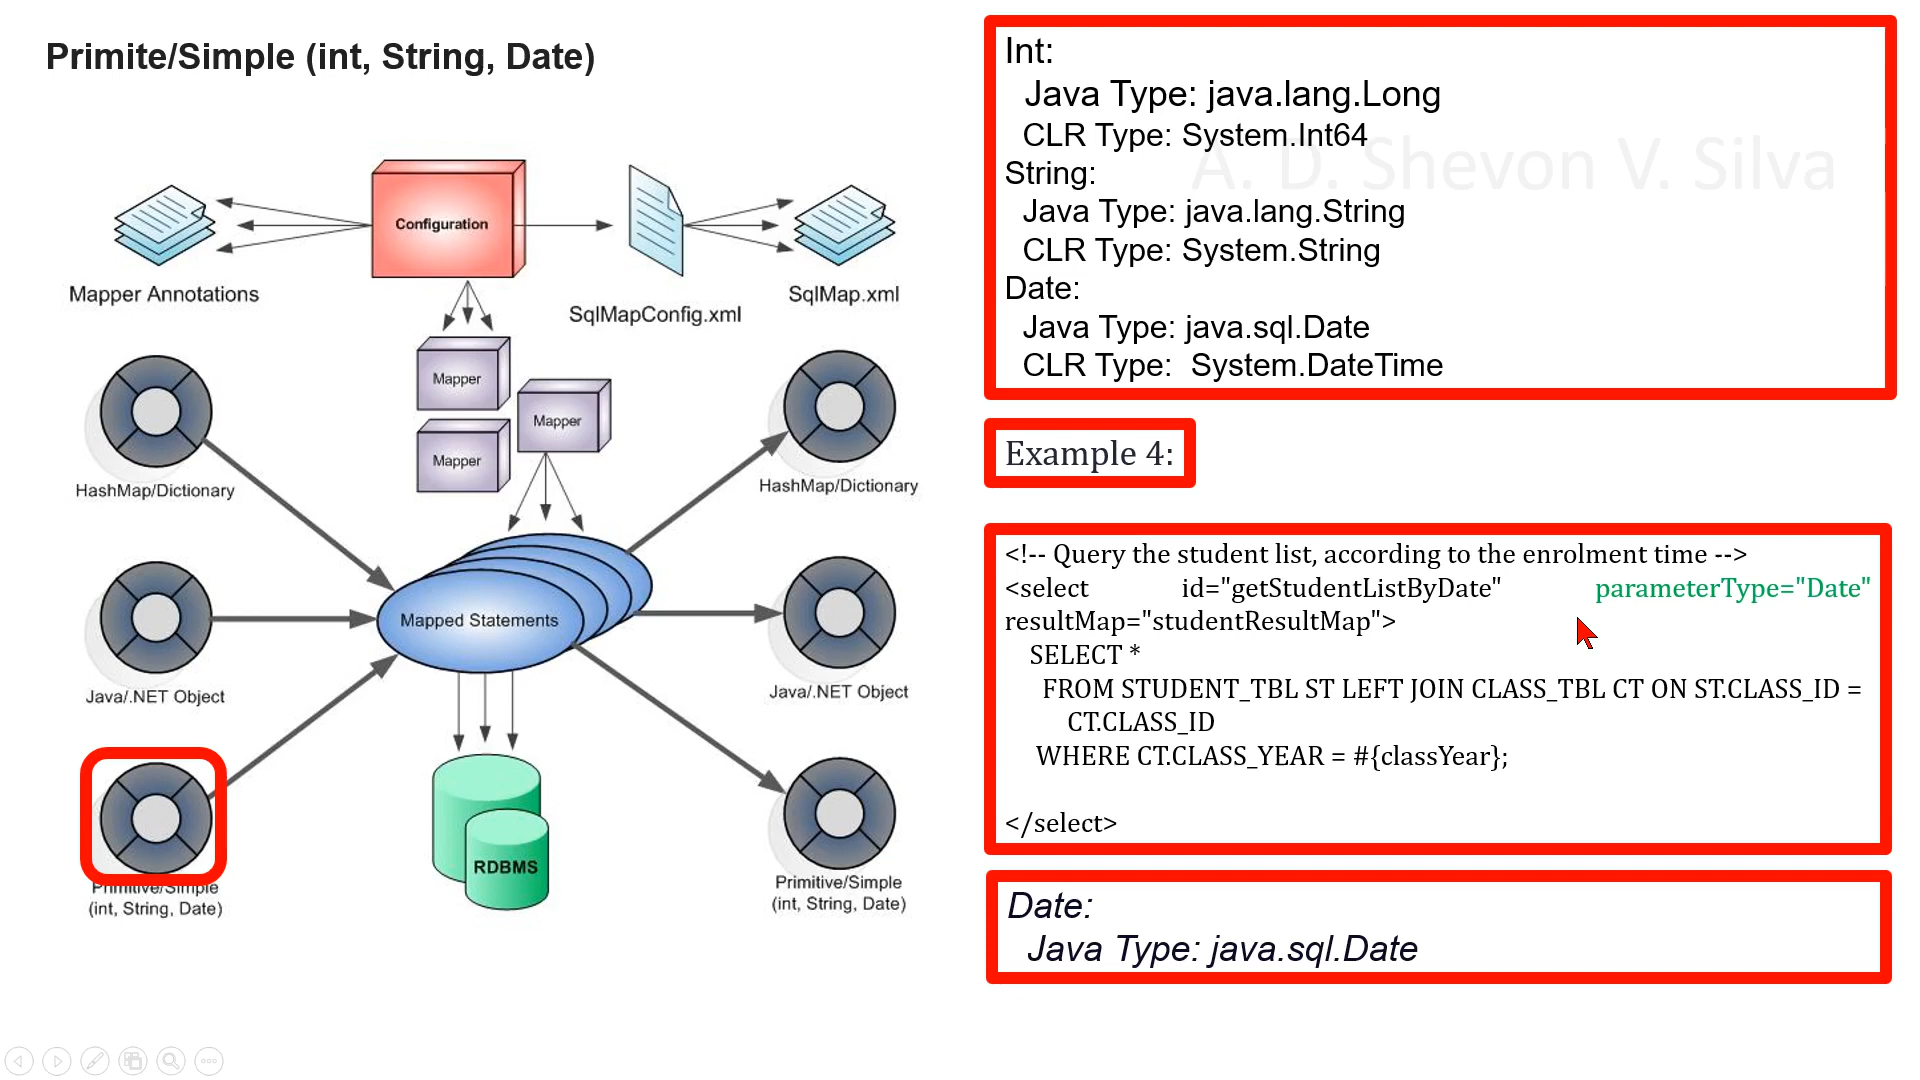 Primite/Simple (int, String, Date)
Configuration
Mapper Annotations
SqlMapConfig.xml
SqlMap.xml
Mapper
Mapper
Mapper
HashMap/Dictionary
HashMap/Dictionary
Mapped Statements
Java/.NET Object
Java/.NET Object
RDBMS
Primitive/Simple
(int, String, Date)
Primitive/Simple
(int, String, Date)
Int:
Java Type: java.lang.Long
CLR Type: System.Int64
A. D. Shevon V. Silva
String:
Java Type: java.lang.String
CLR Type: System.String
Date:
Java Type: java.sql.Date
CLR Type: System.DateTime
Example 4:
<!-- Query the student list, according to the enrolment time -->
<select id="getStudentListByDate" parameterType="Date"
resultMap="studentResultMap">
SELECT *
FROM STUDENT_TBL ST LEFT JOIN CLASS_TBL CT ON ST.CLASS_ID =
CT.CLASS_ID
WHERE CT.CLASS_YEAR = #{classYear};
</select>
Date:
Java Type: java.sql.Date